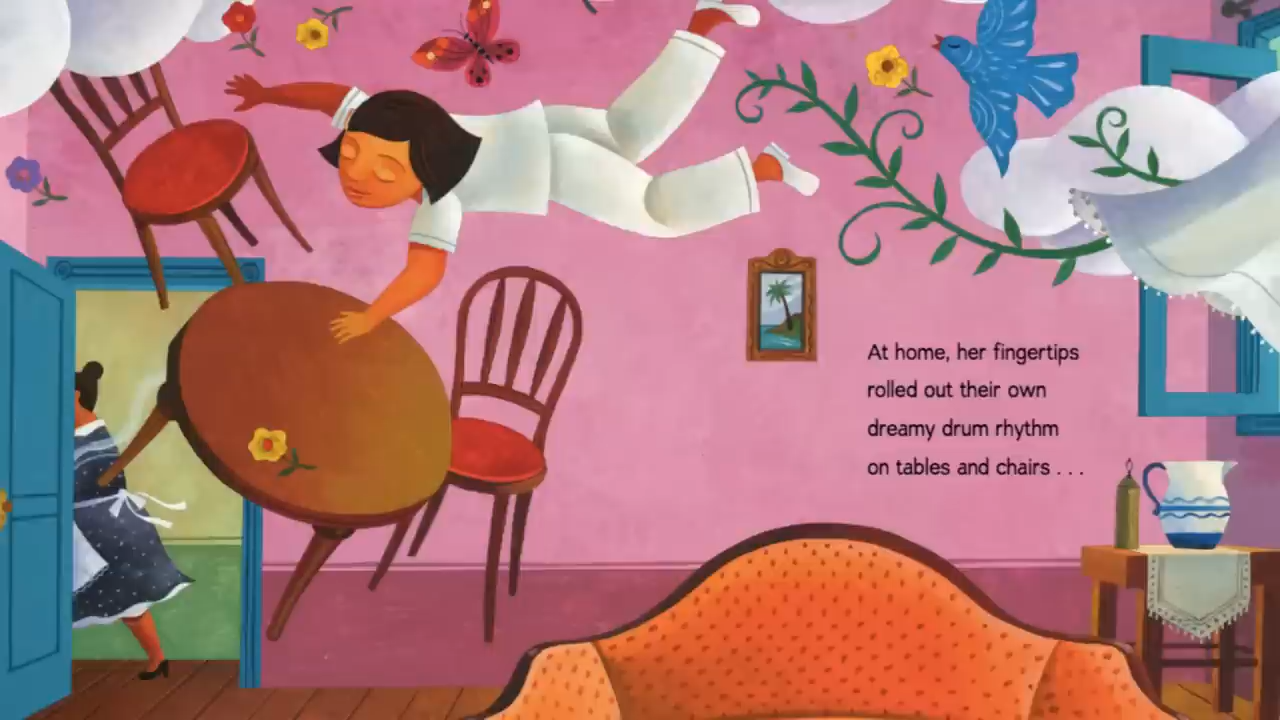 At home, her fingertips
rolled out their own
dreamy drum rhythm
on tables and chairs . . .